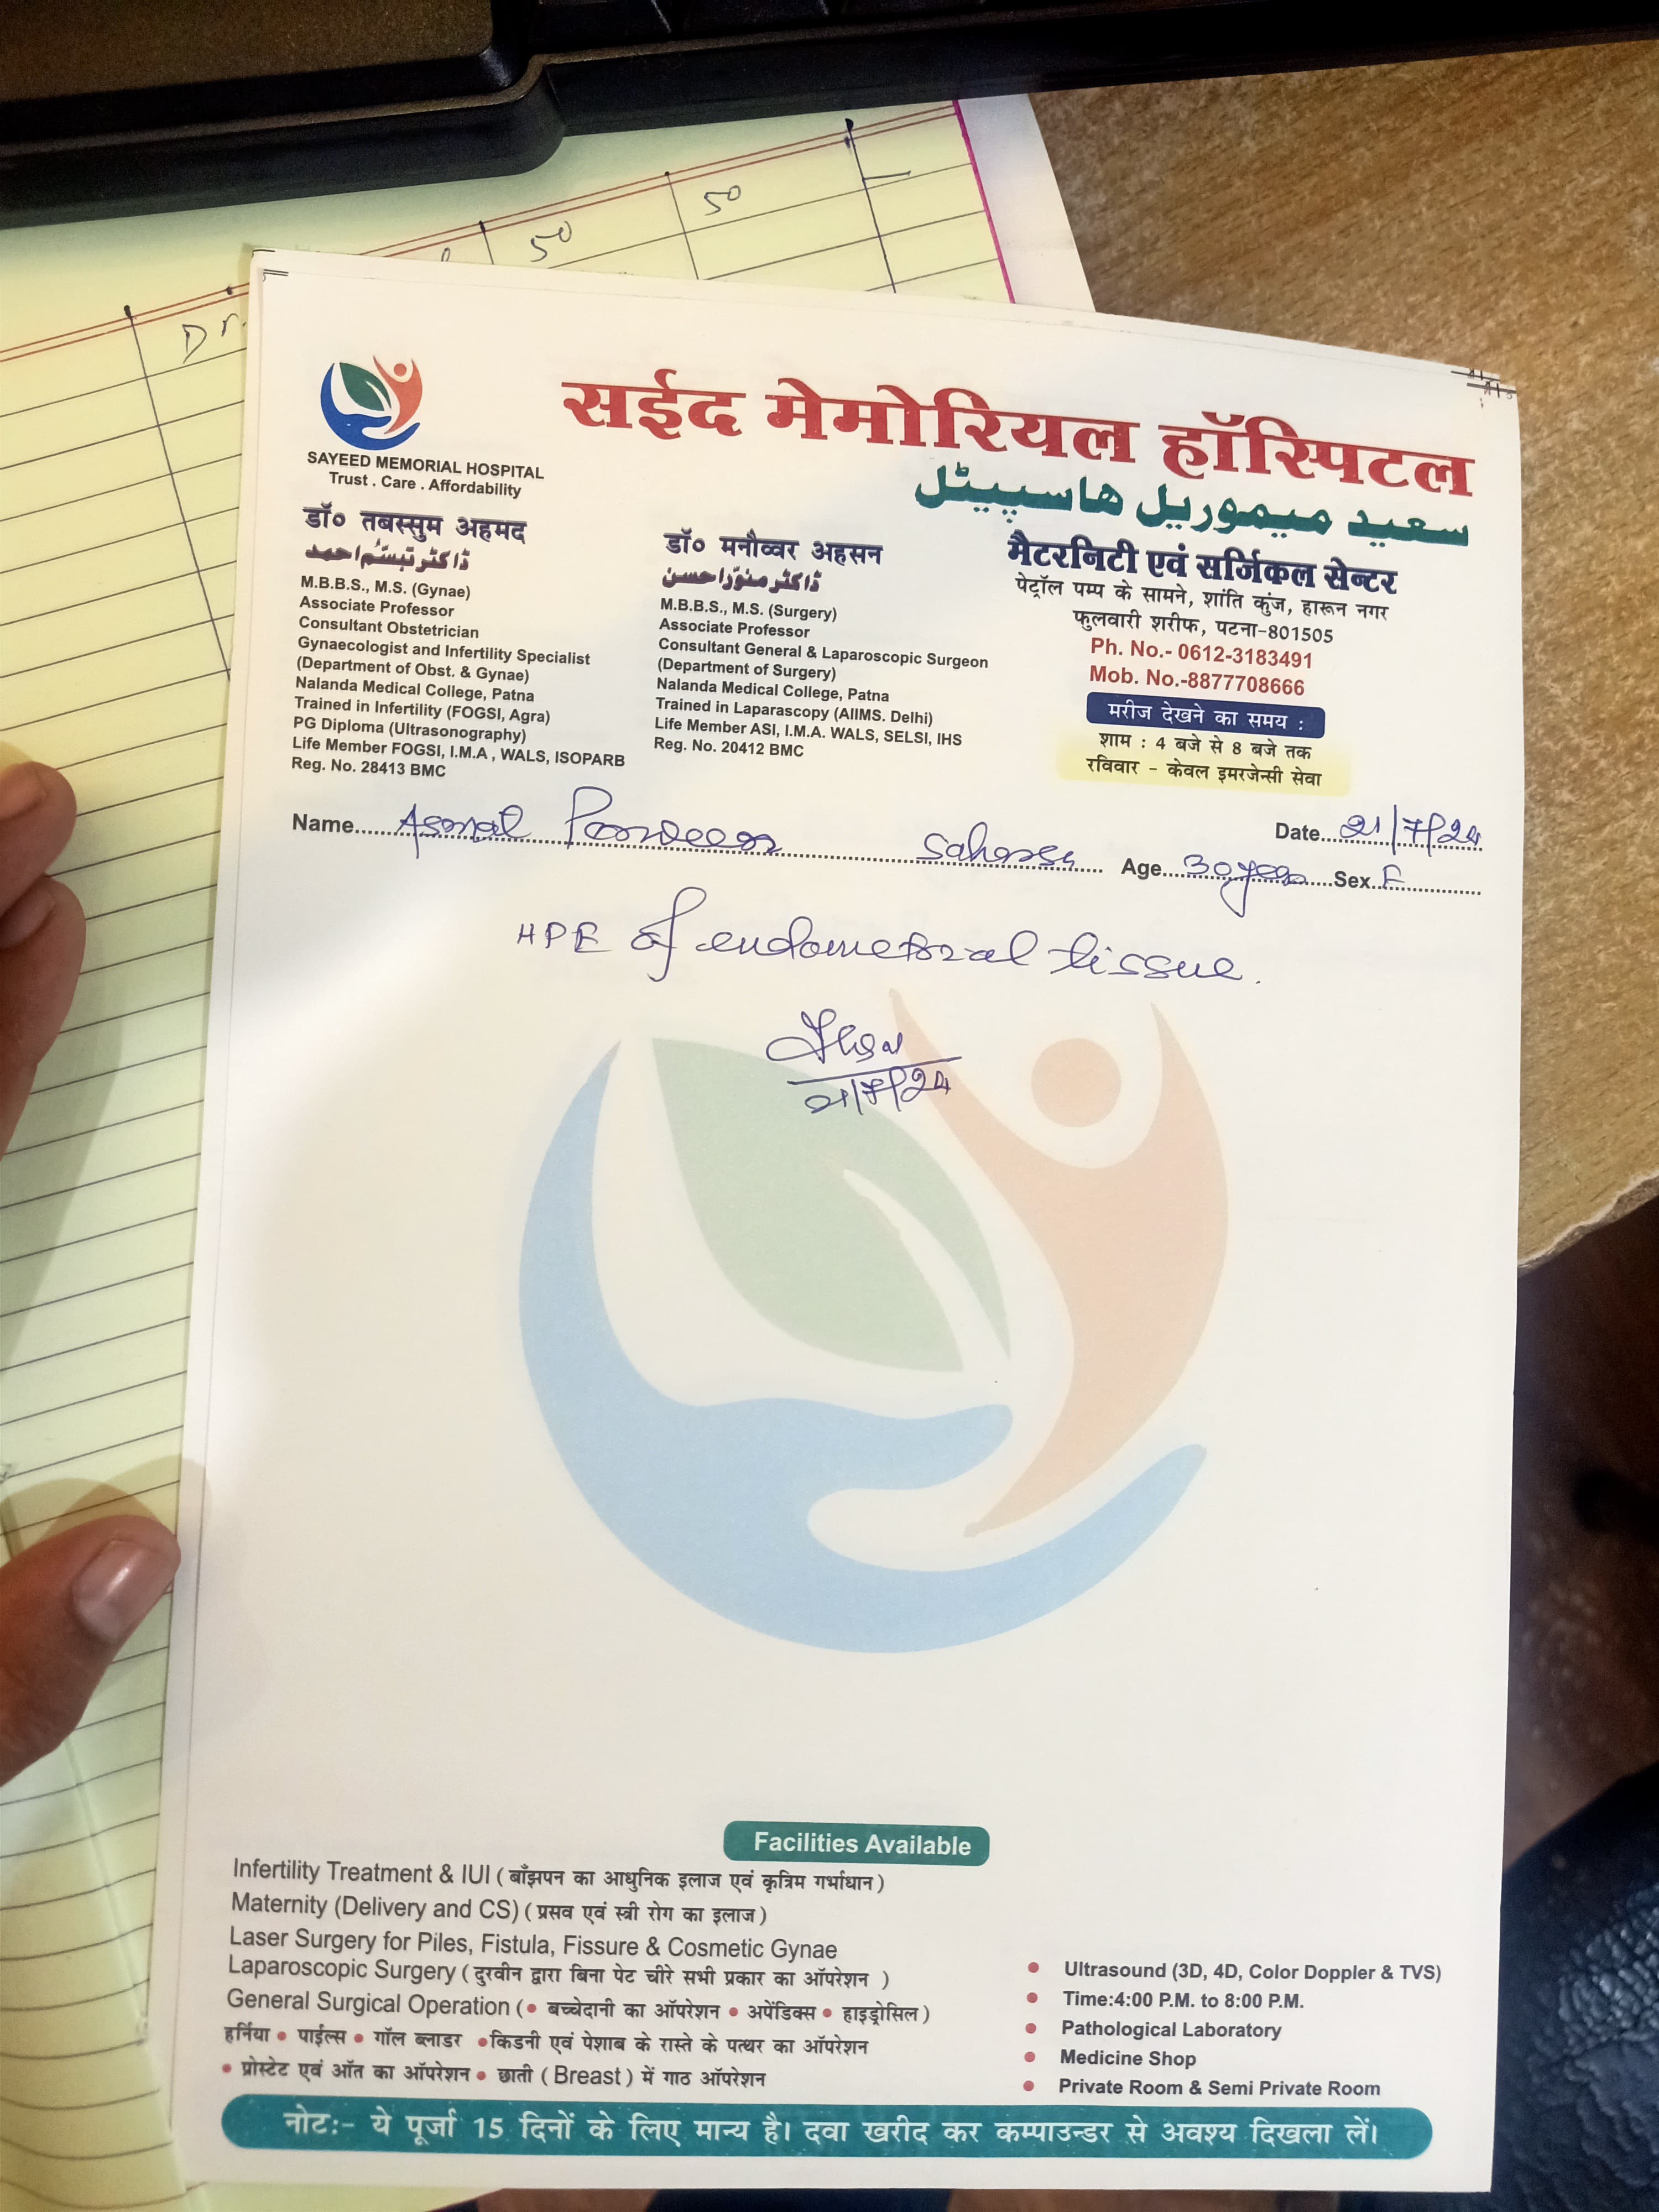 50
50
Dr.
सईद मेमोरियल हॉस्पिटल
سعید میموریل ہاسپیٹل
SAYEED MEMORIAL HOSPITAL
Trust . Care . Affordability
डॉ० तबस्सुम अहमद
ڈاکٹر تبسّم احمد
M.B.B.S., M.S. (Gynae)
Associate Professor
Consultant Obstetrician
Gynaecologist and Infertility Specialist
(Department of Obst. & Gynae)
Nalanda Medical College, Patna
Trained in Infertility (FOGSI, Agra)
PG Diploma (Ultrasonography)
Life Member FOGSI, I.M.A , WALS, ISOPARB
Reg. No. 28413 BMC
डॉ० मनौव्वर अहसन
ڈاکٹر منوّر احسن
M.B.B.S., M.S. (Surgery)
Associate Professor
Consultant General & Laparoscopic Surgeon
(Department of Surgery)
Nalanda Medical College, Patna
Trained in Laparascopy (AIIMS. Delhi)
Life Member ASI, I.M.A. WALS, SELSI, IHS
Reg. No. 20412 BMC
मैटरनिटी एवं सर्जिकल सेन्टर
पेट्रॉल पम्प के सामने, शांति कुंज, हारून नगर
फुलवारी शरीफ, पटना-801505
Ph. No.- 0612-3183491
Mob. No.-8877708666
मरीज देखने का समय :
शाम : 4 बजे से 8 बजे तक
रविवार - केवल इमरजेन्सी सेवा
Date... 21/7/24
Name... Parveen Age... 30 year Sex.. F
HPE of endometrial tissue.
21/7/24
Facilities Available
Infertility Treatment & IUI ( बाँझपन का आधुनिक इलाज एवं कृत्रिम गर्भाधान )
Maternity (Delivery and CS) ( प्रसव एवं स्त्री रोग का इलाज )
Laser Surgery for Piles, Fistula, Fissure & Cosmetic Gynae
Laparoscopic Surgery ( दुरवीन द्वारा बिना पेट चीरे सभी प्रकार का ऑपरेशन )
General Surgical Operation (• बच्चेदानी का ऑपरेशन • अपेंडिक्स • हाइड्रोसिल )
हर्निया • पाईल्स • गॉल ब्लाडर • किडनी एवं पेशाब के रास्ते के पत्थर का ऑपरेशन
• प्रोस्टेट एवं ऑत का ऑपरेशन • छाती ( Breast ) में गाठ ऑपरेशन
• Ultrasound (3D, 4D, Color Doppler & TVS)
• Time:4:00 P.M. to 8:00 P.M.
• Pathological Laboratory
• Medicine Shop
• Private Room & Semi Private Room
नोट:- ये पूर्जा 15 दिनों के लिए मान्य है। दवा खरीद कर कम्पाउन्डर से अवश्य दिखला लें।